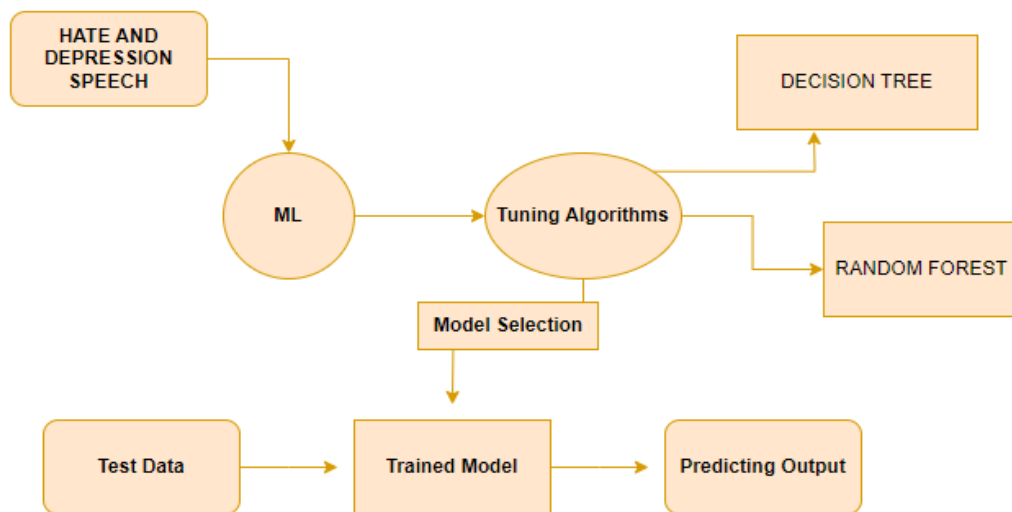 HATE AND
DEPRESSION
SPEECH
DECISION TREE
ML
Tuning Algorithms
RANDOM FOREST
Model Selection
Test Data
Trained Model
Predicting Output